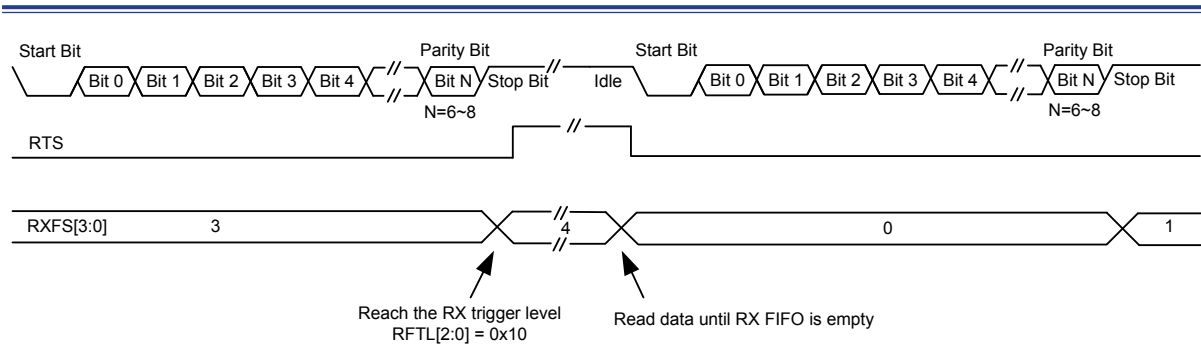 Start Bit Parity Bit Start Bit Parity Bit
Bit 0 Bit 1 Bit 2 Bit 3 Bit 4 Bit N Stop Bit Idle Bit 0 Bit 1 Bit 2 Bit 3 Bit 4 Bit N Stop Bit
N=6~8 N=6~8
RTS
RXFS[3:0] 3 4 0 1
Reach the RX trigger level
RFTL[2:0] = 0x10
Read data until RX FIFO is empty